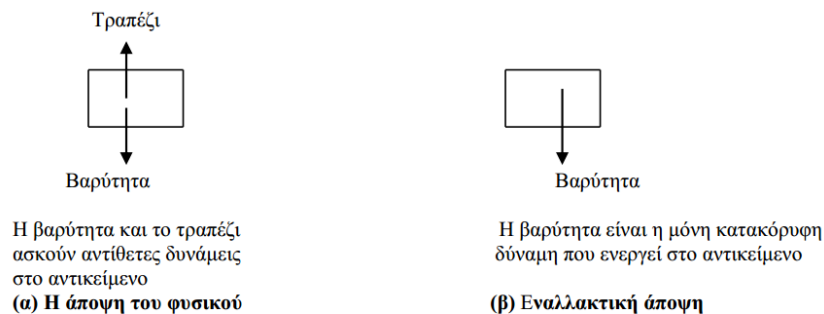 Τραπέζι
Βαρύτητα
Η βαρύτητα και το τραπέζι
ασκούν αντίθετες δυνάμεις
στο αντικείμενο
(α) Η άποψη του φυσικού
Βαρύτητα
Η βαρύτητα είναι η μόνη κατακόρυφη
δύναμη που ενεργεί στο αντικείμενο
(β) Εναλλακτική άποψη